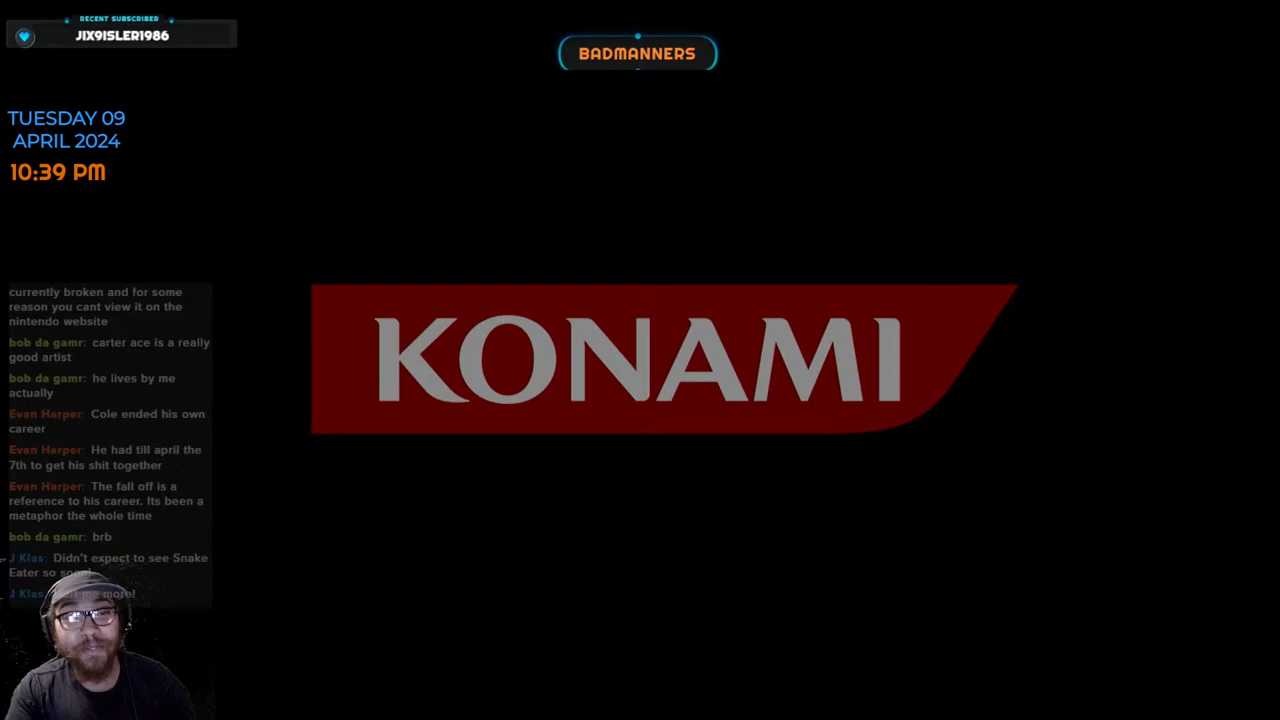 RECENT SUBSCRIBER
JIX9ISLER1986
BADMANNERS
TUESDAY 09
APRIL 2024
10:39 PM
currently broken and for some
reason you cant view it on the
nintendo website
bob da gamr: carter ace is a really
good artist
bob da gamr: he lives by me
actually
Evan Harper: Cole ended his own
career
Evan Harper: He had till april the
7th to get his shit together
Evan Harper: The fall off is a
reference to his career. Its been a
metaphor the whole time
bob da gamr: brb
J Klas: Didn't expect to see Snake
Eater so
J Klas: me more!
KONAMI